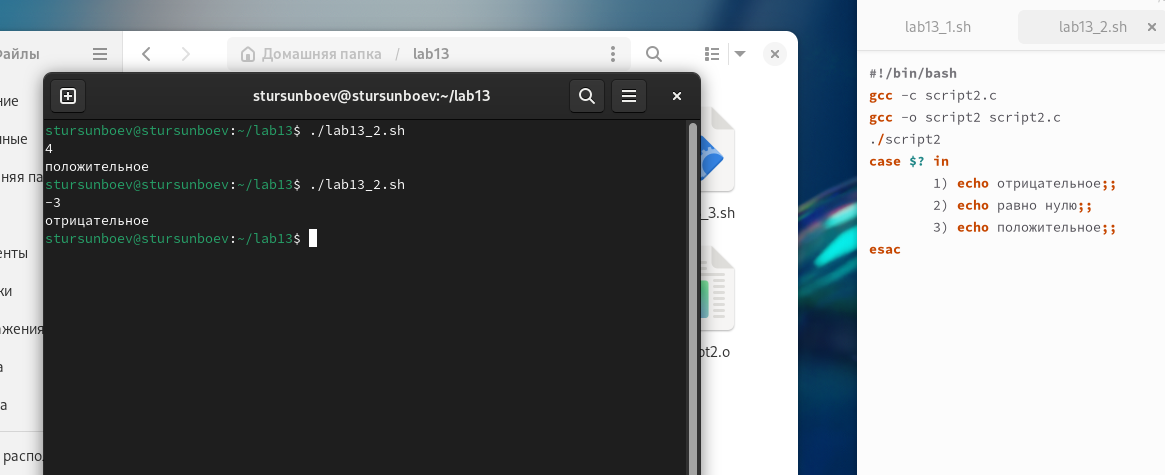 Файлы
Домашняя папка / lab13
lab13_1.sh
lab13_2.sh
stursunboev@stursunboev:~/lab13
stursunboev@stursunboev:~/lab13$ ./lab13_2.sh
4
положительное
stursunboev@stursunboev:~/lab13$ ./lab13_2.sh
-3
отрицательное
stursunboev@stursunboev:~/lab13$
_3.sh
pt2.o
#!/bin/bash
gcc -c script2.c
gcc -o script2 script2.c
./script2
case $? in
1) echo отрицательное;;
2) echo равно нулю;;
3) echo положительное;;
esac